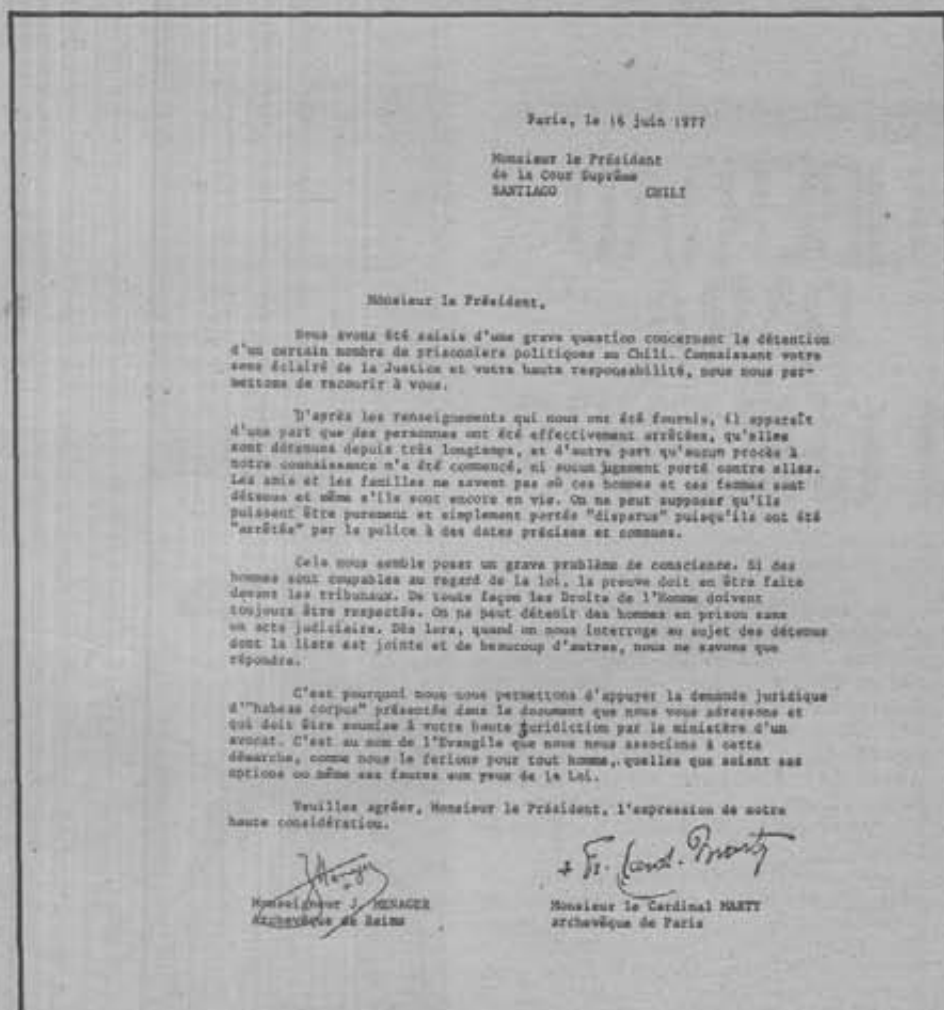 Paris, le 16 juin 1977
Monsieur le Président
de la Cour Suprême
SANTIAGO CHILI
Monsieur le Président,
Nous avons été saisis d'une grave question concernant la détention
d'un certain nombre de prisonniers politiques au Chili. Connaissant votre
sens éclairé de la Justice et votre haute responsabilité, nous nous per-
mettons de recourir à vous.
D'après les renseignements qui nous ont été fournis, il apparaît
d'une part que des personnes ont été effectivement arrêtées, qu'elles
sont détenues depuis très longtemps, et d'autre part qu'aucun procès à
notre connaissance n'a été commencé, ni aucun jugement porté contre elles.
Les amis et les familles ne savent pas où ces hommes et ces femmes sont
détenus et même s'ils sont encore en vie. On ne peut supposer qu'ils
puissent être purement et simplement portés "disparus" puisqu'ils ont été
"arrêtés" par la police à des dates précises et connues.
Cela nous semble poser un grave problème de conscience. Si des
hommes sont coupables au regard de la loi, la preuve doit en être faite
devant les tribunaux. De toute façon les Droits de l'Homme doivent
toujours être respectés. On ne peut détenir des hommes en prison sans
un acte judiciaire. Dès lors, quand on nous interroge au sujet des détenus
dont la liste est jointe et de beaucoup d'autres, nous ne savons que
répondre.
C'est pourquoi nous nous permettons d'appuyer la demande juridique
d'"habeas corpus" présentée dans le document que nous vous adressons et
qui doit être soumise à votre haute juridiction par le ministère d'un
avocat. C'est au nom de l'Evangile que nous nous associons à cette
démarche, comme nous le ferions pour tout homme, quelles que soient ses
options ou même ses fautes aux yeux de la Loi.
Veuillez agréer, Monsieur le Président, l'expression de notre
haute considération.
+ Fr. Card. Marty
Monseigneur J. MENAGER
Archevêque de Reims
Monsieur le Cardinal MARTY
archevêque de Paris